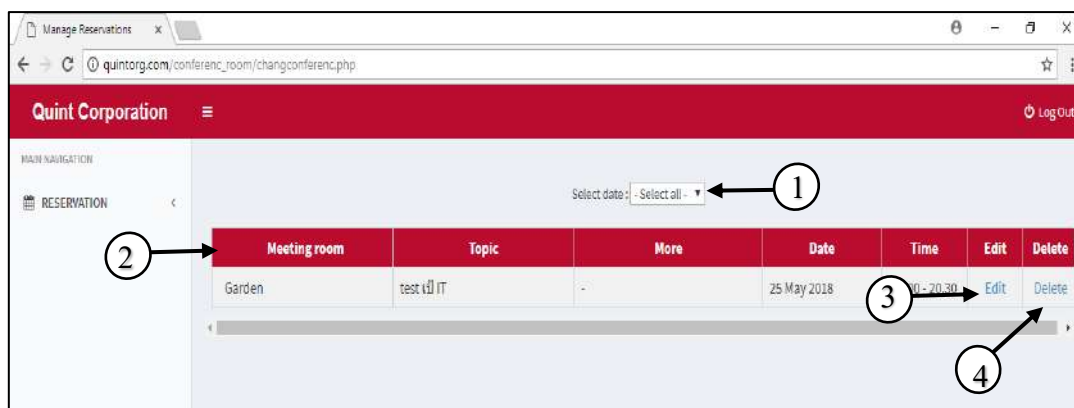 Manage Reservations
quintorg.com/conferenc_room/changconferenc.php
Quint Corporation
Log Out
MAIN NAVIGATION
RESERVATION
Select date : - Select all -
1
2
Meeting room Topic More Date Time Edit Delete
Garden test เป้ IT - 25 May 2018 00 - 20.30 Edit Delete
3
4